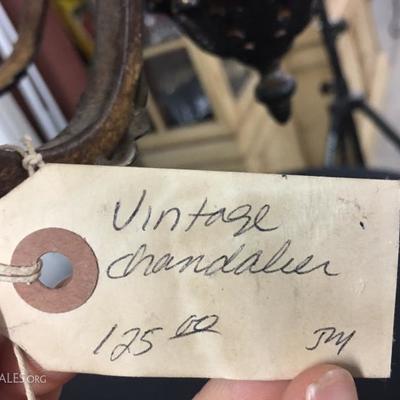 Vintage
chandalier
125 00 JM
ALES.ORG